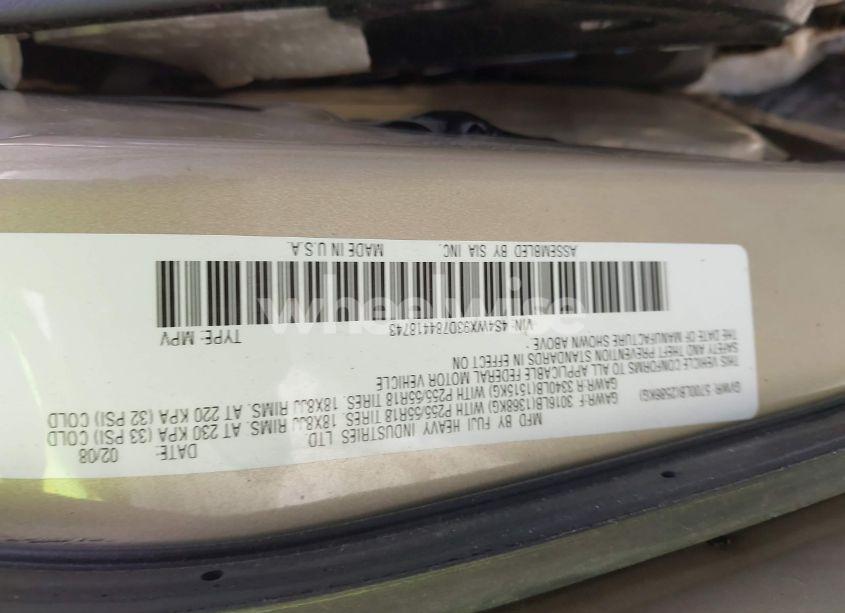 MFD BY FUJI HEAVY INDUSTRIES LTD. DATE: 02/08
GVWR: 5700LB(2586KG)
GAWR:F 3016LB(1368KG) WITH P255/55R18 TIRES. 18X8JJ RIMS. AT 230 KPA (33 PSI) COLD
GAWR:R 3340LB(1515KG) WITH P255/55R18 TIRES. 18X8JJ RIMS. AT 220 KPA (32 PSI) COLD
THIS VEHICLE CONFORMS TO ALL APPLICABLE FEDERAL MOTOR VEHICLE
SAFETY AND THEFT PREVENTION STANDARDS IN EFFECT ON
THE DATE OF MANUFACTURE SHOWN ABOVE.
VIN: 4S4WX93D784418743 TYPE: MPV
ASSEMBLED BY SIA INC. MADE IN U.S.A.
wheelwise